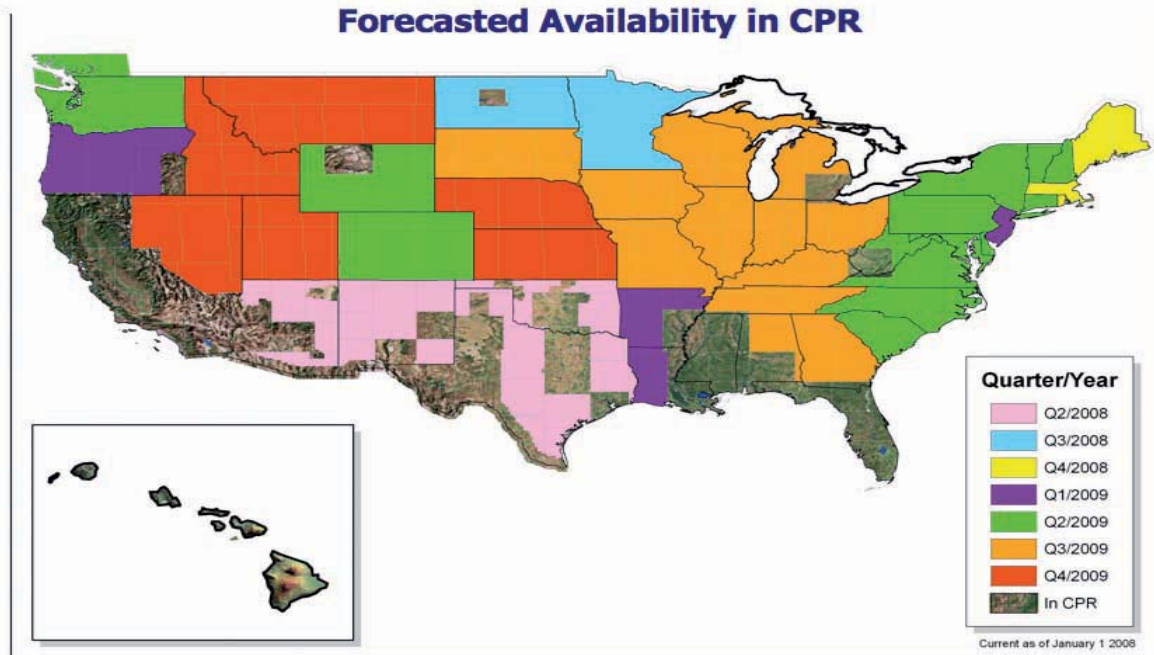 Forecasted Availability in CPR
Quarter/Year
Q2/2008
Q3/2008
Q4/2008
Q1/2009
Q2/2009
Q3/2009
Q4/2009
In CPR
Current as of January 1 2008